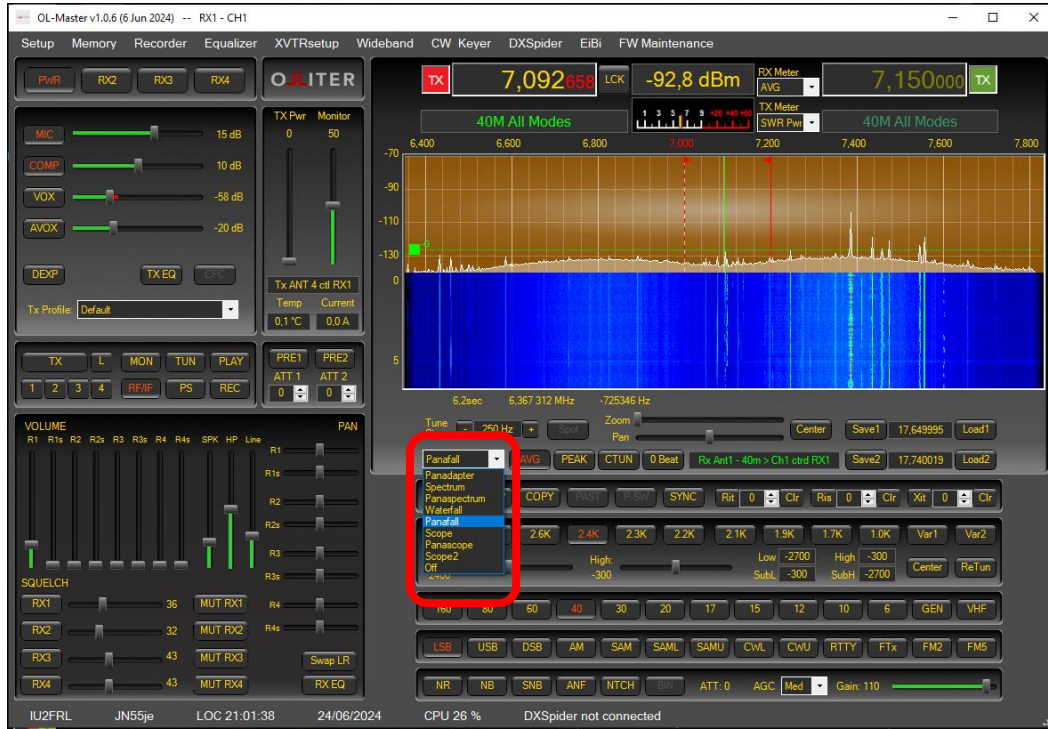 OL-Master v1.0.6 (6 Jun 2024) -- RX1 - CH1
Setup Memory Recorder Equalizer XVTRsetup Wideband CW Keyer DXSpider EiBi FW Maintenance
PWR RX2 RX3 RX4
MIC 15 dB
COMP 10 dB
VOX -58 dB
AVOX -20 dB
DEXP TX EQ CFC
Tx Profile: Default
TX L MON TUN PLAY
1 2 3 4 RF/IF PS REC
TX Pwr Monitor
0 50
Tx ANT 4 ctl RX1
Temp Current
0,1 °C 0,0 A
PRE1 PRE2
ATT 1 ATT 2
0 0
TX 7,092658 LCK -92,8 dBm RX Meter AVG 7,150000 TX
40M All Modes
1 3 5 7 9 +20 +40 +60
TX Meter
SWR Pwr
40M All Modes
6,400 6,600 6,800 7,000 7,200 7,400 7,600 7,800
-70
-90
-110
-6
-130
0
5
6,2sec 6,367 312 MHz -725346 Hz
Tune - 250 Hz + Spot Zoom
Pan Center Save1 17,649995 Load1
Panafall AVG PEAK CTUN 0 Beat Rx Ant1 - 40m > Ch1 ctrd RX1 Save2 17,740019 Load2
Panadapter
Spectrum
Panaspectrum
Waterfall
Panafall
Scope
Panascope
Scope2
Off
COPY PAST P-SW SYNC Rit 0 Clr Ris 0 Clr Xit 0 Clr
2.6K 2.4K 2.3K 2.2K 2.1K 1.9K 1.7K 1.0K Var1 Var2
High: Low -2700 High -300 Center ReTun
-2400 -300 SubL -300 SubH -2700
160 80 60 40 30 20 17 15 12 10 6 GEN VHF
LSB USB DSB AM SAM SAML SAMU CWL CWU RTTY FTx FM2 FM5
NR NB SNB ANF NTCH BIN ATT: 0 AGC Med Gain: 110
VOLUME PAN
R1 R1s R2 R2s R3 R3s R4 R4s SPK HP Line
R1
R1s
R2
R2s
R3
R3s
R4
R4s
SQUELCH
RX1 36 MUT RX1
RX2 32 MUT RX2
RX3 43 MUT RX3 Swap LR
RX4 43 MUT RX4 RX EQ
IU2FRL JN55je LOC 21:01:38 24/06/2024 CPU 26 % DXSpider not connected